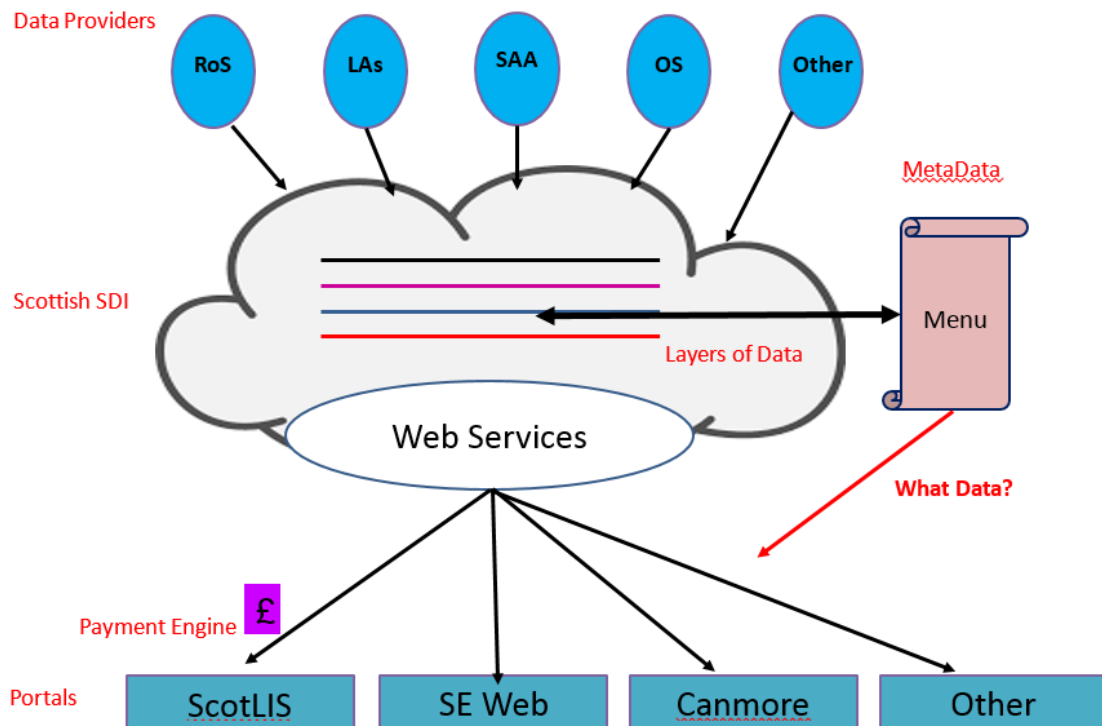 Data Providers
RoS
LAs
SAA
OS
Other
MetaData
Scottish SDI
Menu
Layers of Data
Web Services
What Data?
£
Payment Engine
Portals
ScotLIS
SE Web
Canmore
Other